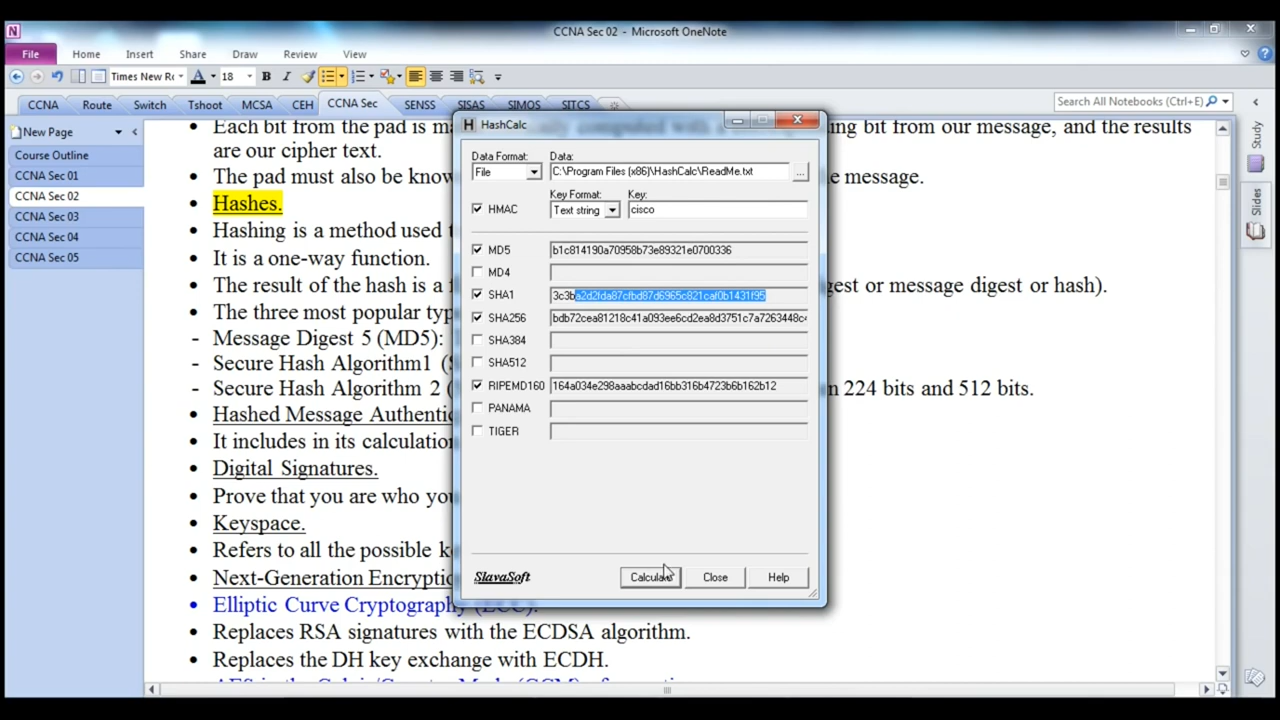 CCNA Sec 02 - Microsoft OneNote
File Home Insert Share Draw Review View
Times New Ro 18 B I
CCNA Route Switch Tshoot MCSA CEH CCNA Sec SENSS SISAS SIMOS SITCS
Search All Notebooks (Ctrl+E)
New Page
Course Outline
CCNA Sec 01
CCNA Sec 02
CCNA Sec 03
CCNA Sec 04
CCNA Sec 05
Study
Slides
• Each bit from the pad is bit from our message, and the results
are our cipher text.
• The pad must also be message.
• Hashes.
• Hashing is a method used
• It is a one-way function.
• The result of the hash is a gest or message digest or hash).
• The three most popular
- Message Digest 5 (MD5):
- Secure Hash Algorithm1
- Secure Hash Algorithm 2 224 bits and 512 bits.
• Hashed Message
• It includes in its calculation
• Digital Signatures.
• Prove that you are who
• Keyspace.
• Refers to all the possible
• Next-Generation
• Elliptic Curve Cryptography (ECC).
• Replaces RSA signatures with the ECDSA algorithm.
• Replaces the DH key exchange with ECDH.
H HashCalc
Data Format: Data:
File C:\Program Files (x86)\HashCalc\ReadMe.txt ...
Key Format: Key:
HMAC Text string cisco
MD5 b1c814190a70958b73e89321e0700336
MD4
SHA1 3c3ba2d2fda87cfbd87d6965c821caf0b1431f95
SHA256 bdb72cea81218c41a093ee6cd2ea8d3751c7a7263448c4
SHA384
SHA512
RIPEMD160 164a034e298aaabcdad16bb316b4723b6b162b12
PANAMA
TIGER
SlavaSoft Calculate Close Help